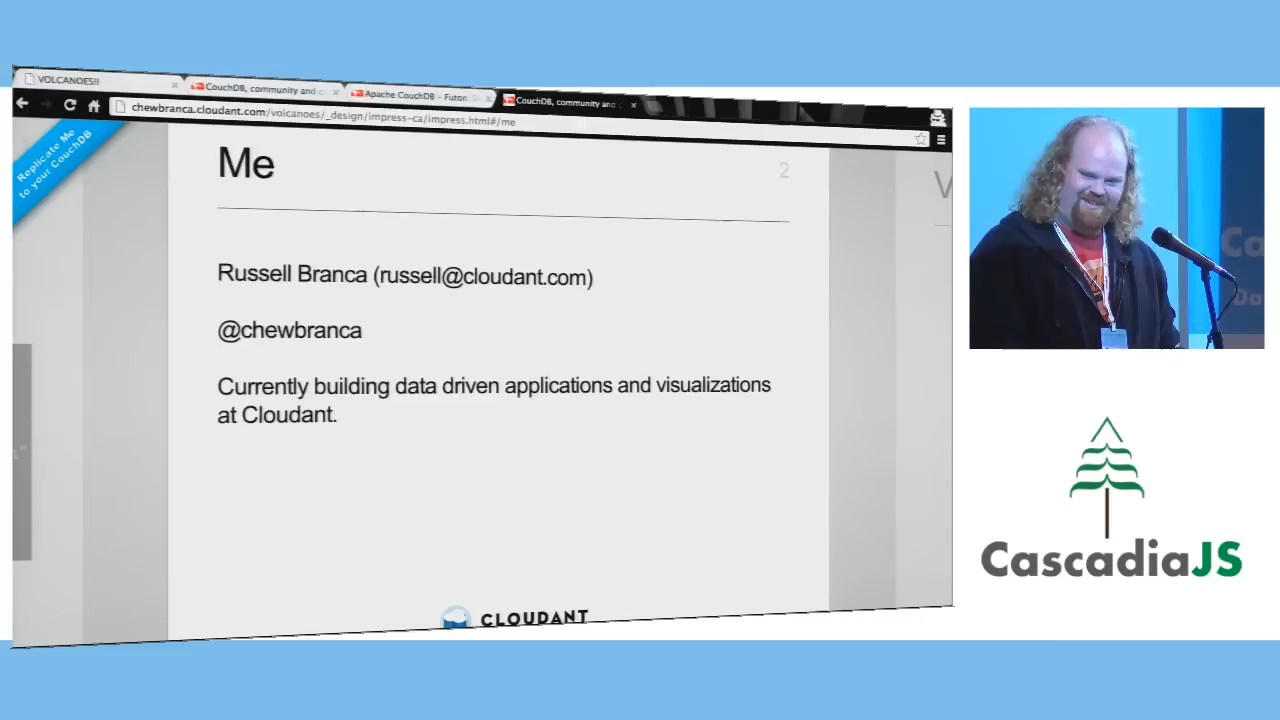 VOLCANOES!!
CouchDB, community and c
Apache CouchDB - Futon:
CouchDB, community and c
chewbranca.cloudant.com/volcanoes/_design/impress-ca/impress.html#/me
Replicate Me
to your CouchDB
Me
2
Russell Branca (russell@cloudant.com)
@chewbranca
Currently building data driven applications and visualizations
at Cloudant.
CLOUDANT
CascadiaJS